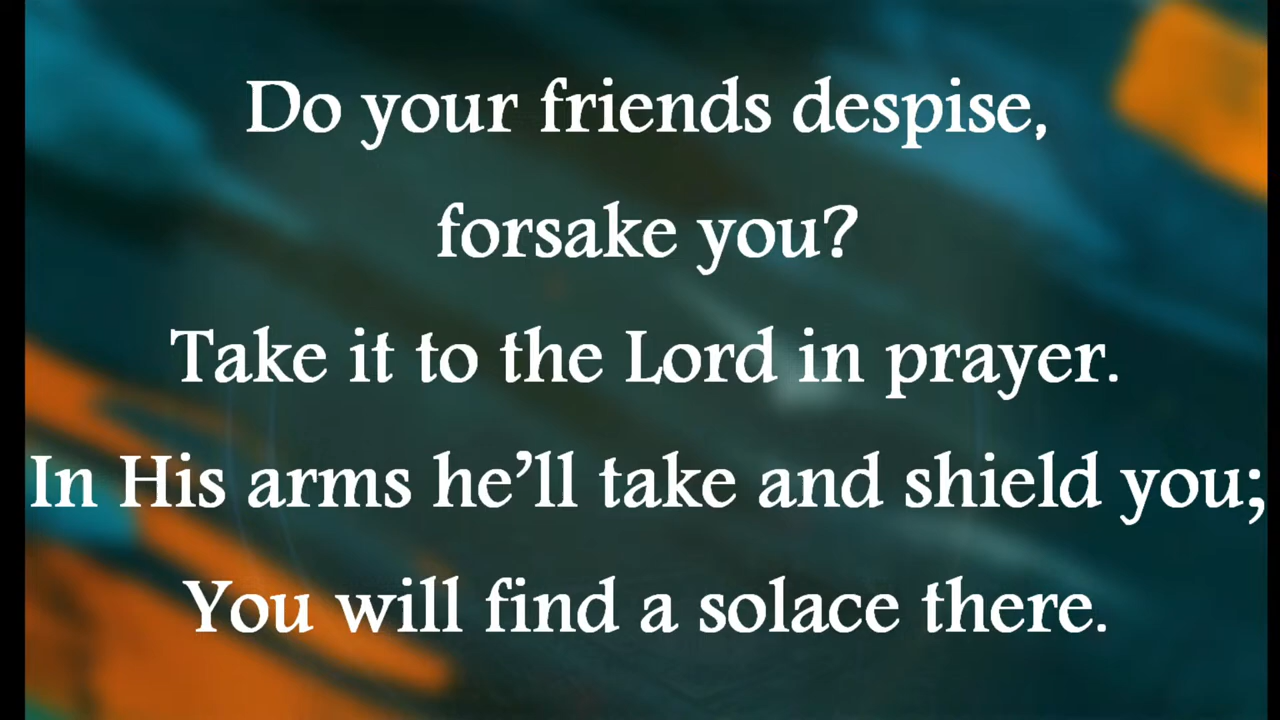 Do your friends despise,
forsake you?
Take it to the Lord in prayer.
In His arms he’ll take and shield you;
You will find a solace there.